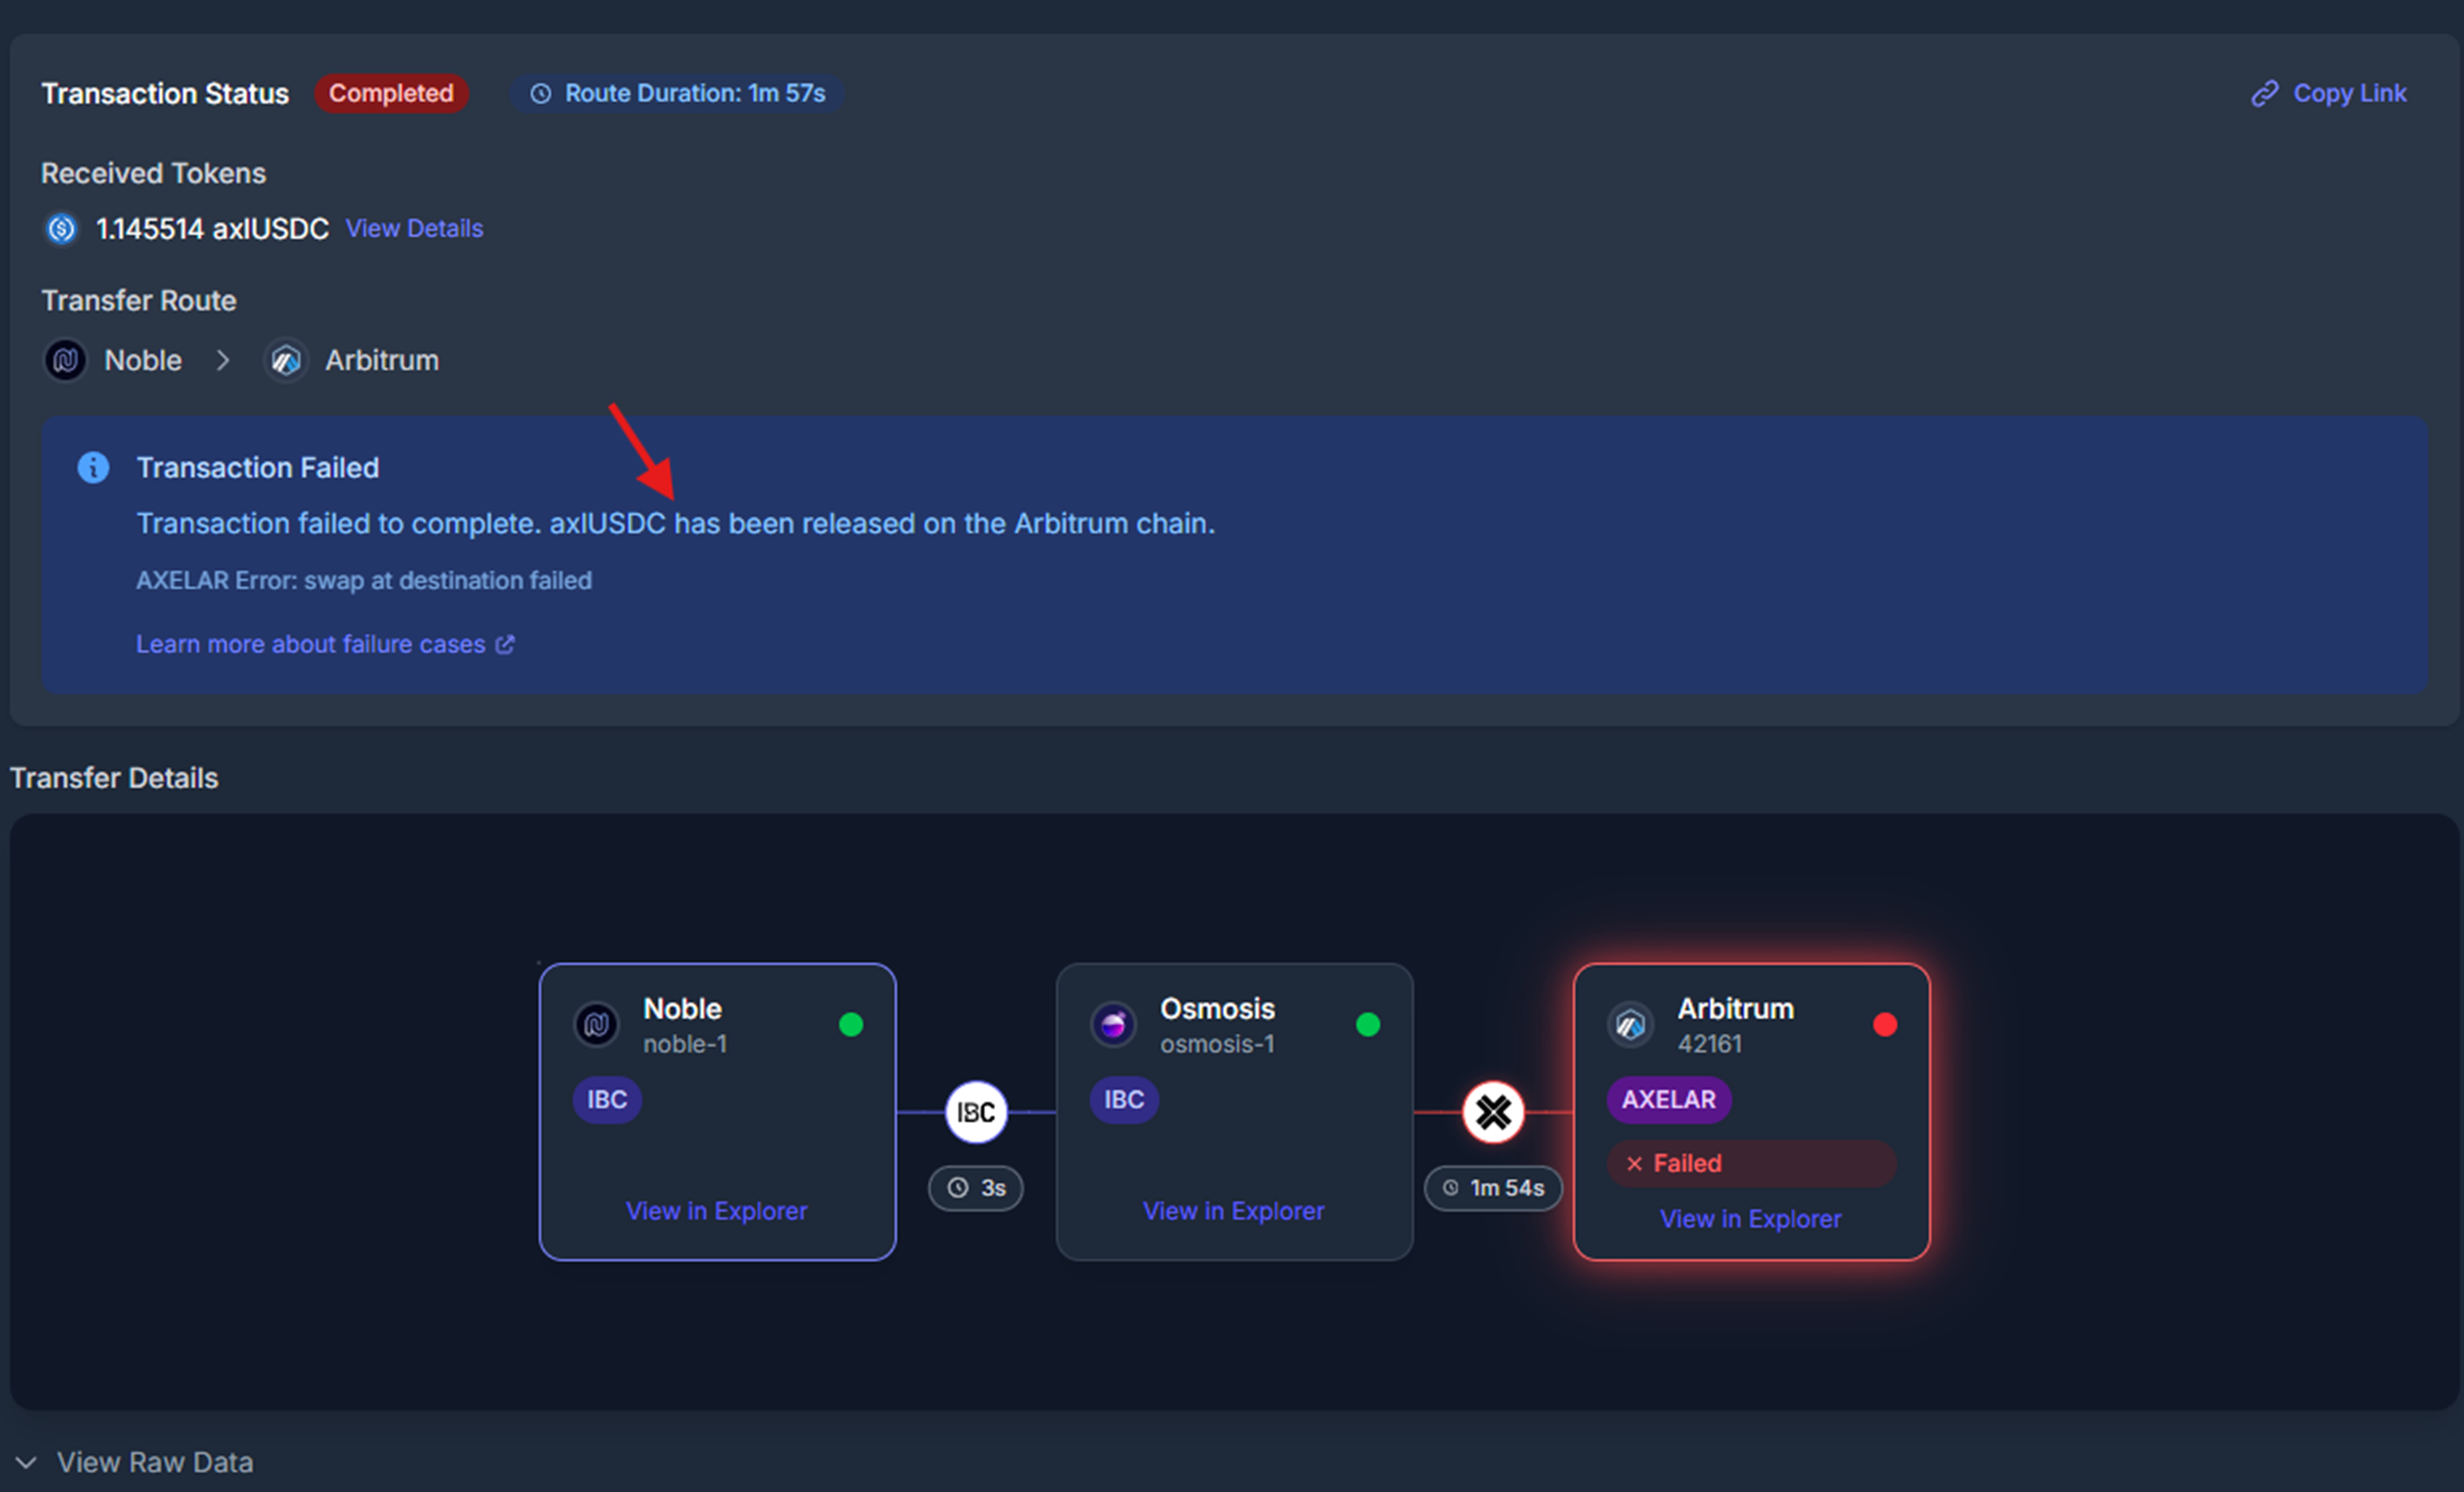 Transaction Status Completed Route Duration: 1m 57s Copy Link
Received Tokens
1.145514 axlUSDC View Details
Transfer Route
Noble > Arbitrum
Transaction Failed
Transaction failed to complete. axlUSDC has been released on the Arbitrum chain.
AXELAR Error: swap at destination failed
Learn more about failure cases
Transfer Details
Noble
noble-1
IBC
View in Explorer
IBC
3s
Osmosis
osmosis-1
IBC
View in Explorer
1m 54s
Arbitrum
42161
AXELAR
× Failed
View in Explorer
View Raw Data